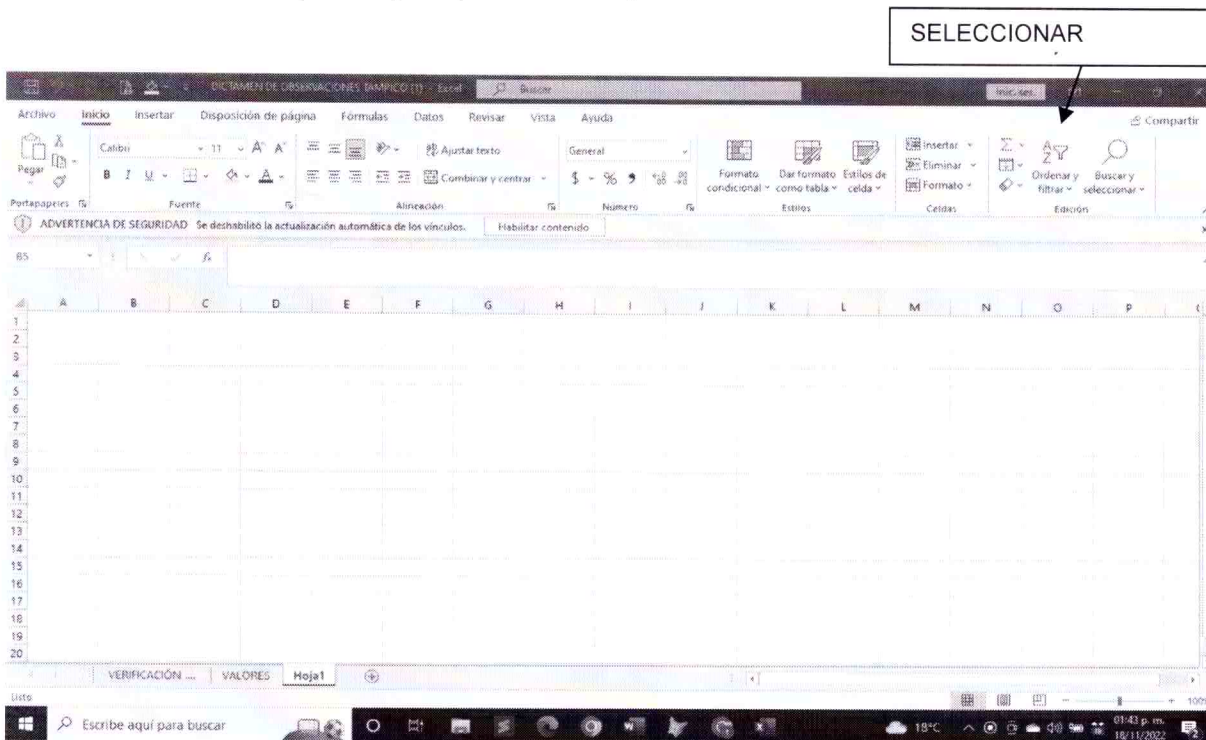 SELECCIONAR
DICTAMEN DE OBSERVACIONES TAMPICO (1) - Excel Buscar Inic. ses.
Archivo Inicio Insertar Disposición de página Fórmulas Datos Revisar Vista Ayuda Compartir
Pegar Calibri 11 A A Ajustar texto General Insertar
N I U A Combinar y centrar $ % Formato condicional Dar formato como tabla Estilos de celda Eliminar Formato Ordenar y filtrar Buscar y seleccionar
Portapapeles Fuente Alineación Número Estilos Celdas Edición
ADVERTENCIA DE SEGURIDAD Se deshabilitó la actualización automática de los vínculos. Habilitar contenido
B5 fx
A B C D E F G H I J K L M N O P
1
2
3
4
5
6
7
8
9
10
11
12
13
14
15
16
17
18
19
20
VERIFICACIÓN ... VALORES Hoja1
Listo 100%
Escribe aquí para buscar 18°C 01:43 p. m.
18/11/2022